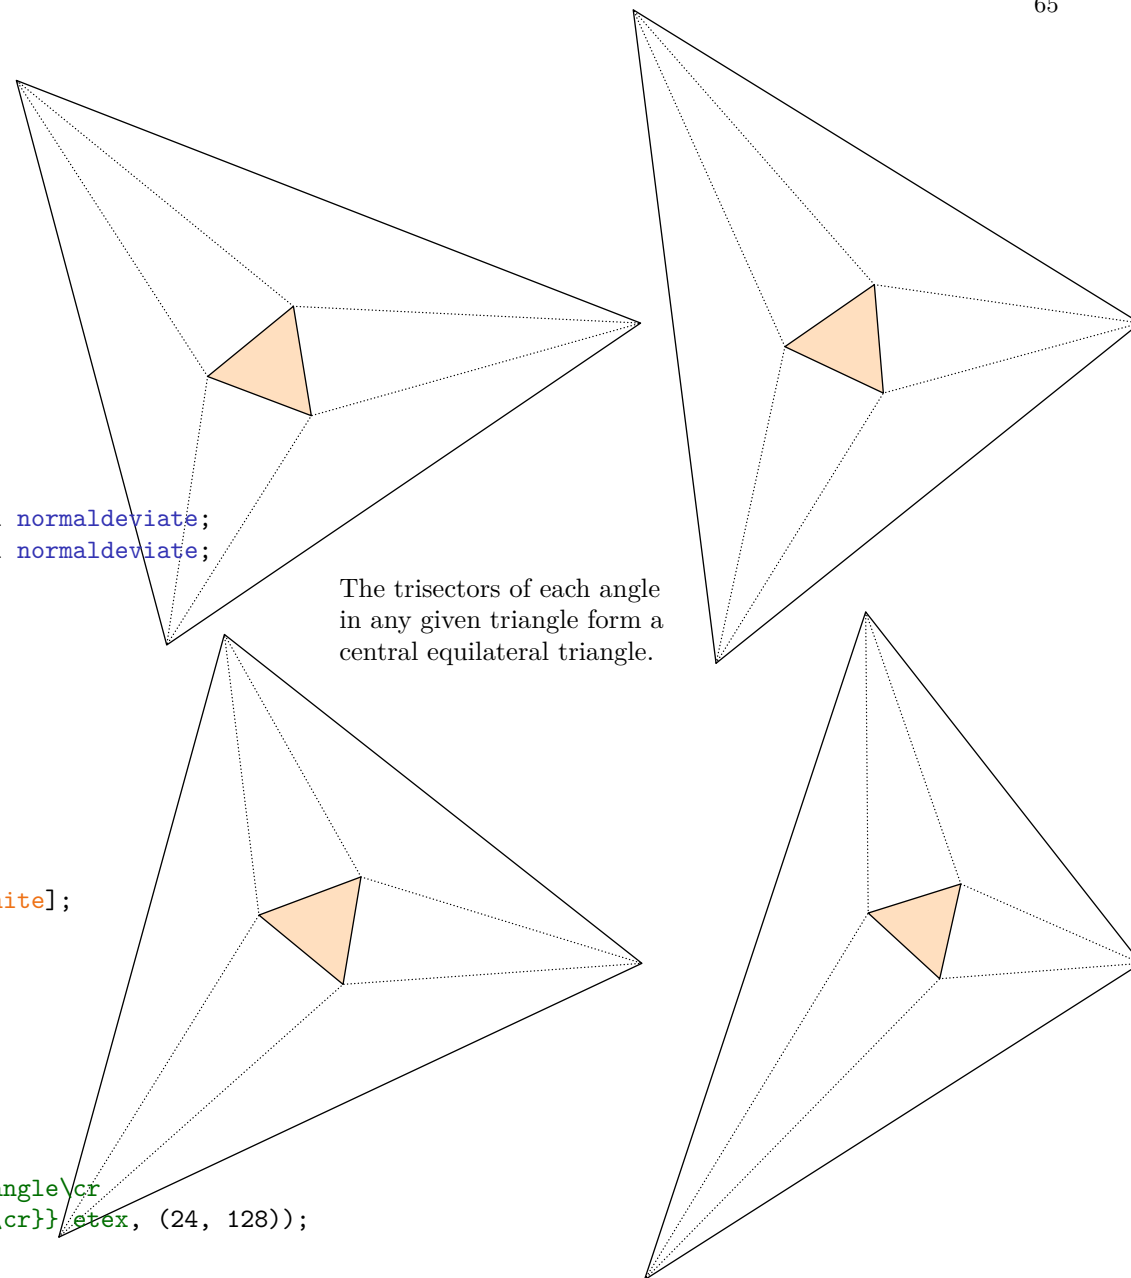 65
normaldeviate;
normaldeviate;
The trisectors of each angle
in any given triangle form a
central equilateral triangle.
ite];
angle\cr
\cr}} etex, (24, 128));